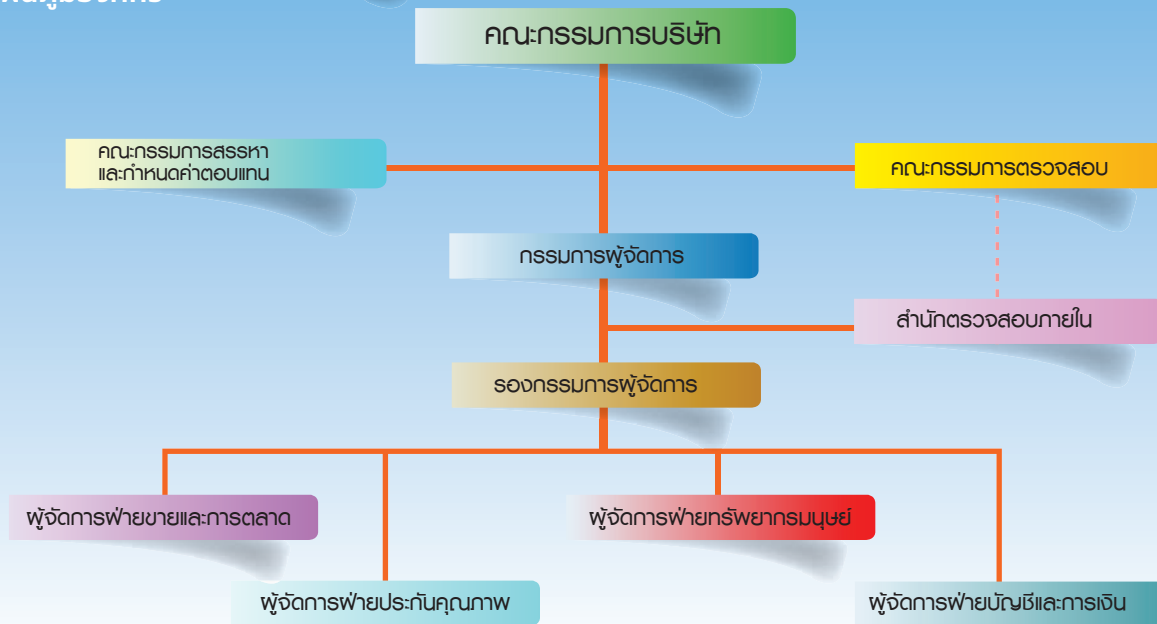 คณะกรรมการบริษัท
คณะกรรมการสรรหา
และกำหนดค่าตอบแทน
คณะกรรมการตรวจสอบ
กรรมการผู้จัดการ
สำนักตรวจสอบภายใน
รองกรรมการผู้จัดการ
ผู้จัดการฝ่ายขายและการตลาด
ผู้จัดการฝ่ายทรัพยากรมนุษย์
ผู้จัดการฝ่ายประกันคุณภาพ
ผู้จัดการฝ่ายบัญชีและการเงิน